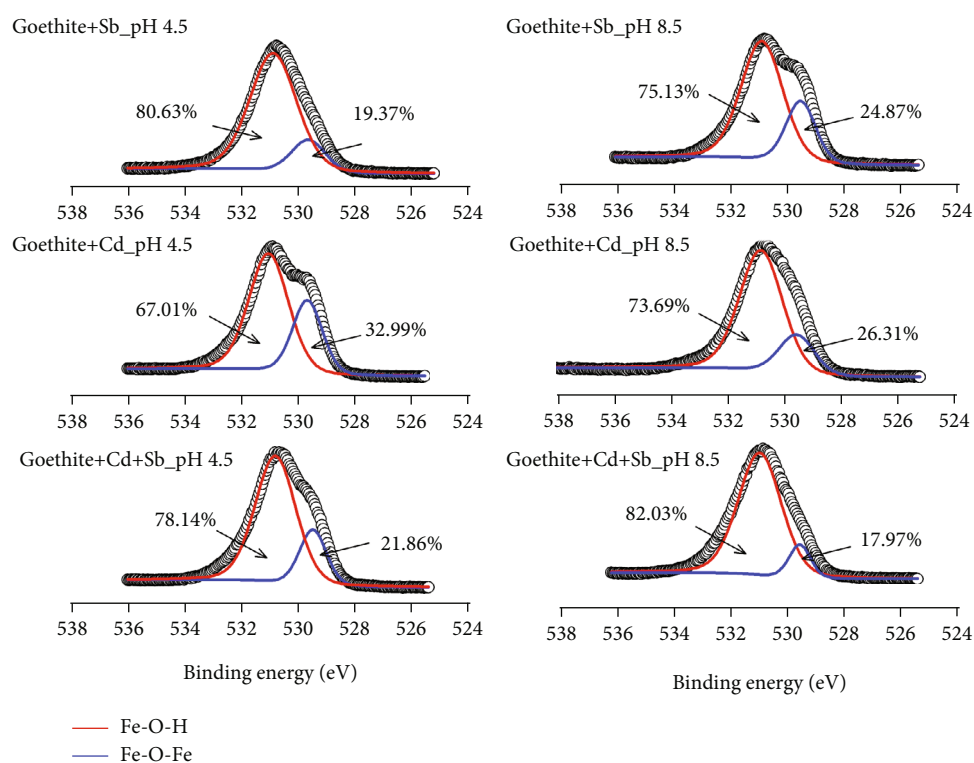 Goethite+Sb_pH 4.5
80.63%
19.37%
538 536 534 532 530 528 526 524
Goethite+Sb_pH 8.5
75.13%
24.87%
538 536 534 532 530 528 526 524
Goethite+Cd_pH 4.5
67.01%
32.99%
538 536 534 532 530 528 526 524
Goethite+Cd_pH 8.5
73.69%
26.31%
538 536 534 532 530 528 526 524
Goethite+Cd+Sb_pH 4.5
78.14%
21.86%
538 536 534 532 530 528 526 524
Binding energy (eV)
Goethite+Cd+Sb_pH 8.5
82.03%
17.97%
538 536 534 532 530 528 526 524
Binding energy (eV)
Fe-O-H
Fe-O-Fe